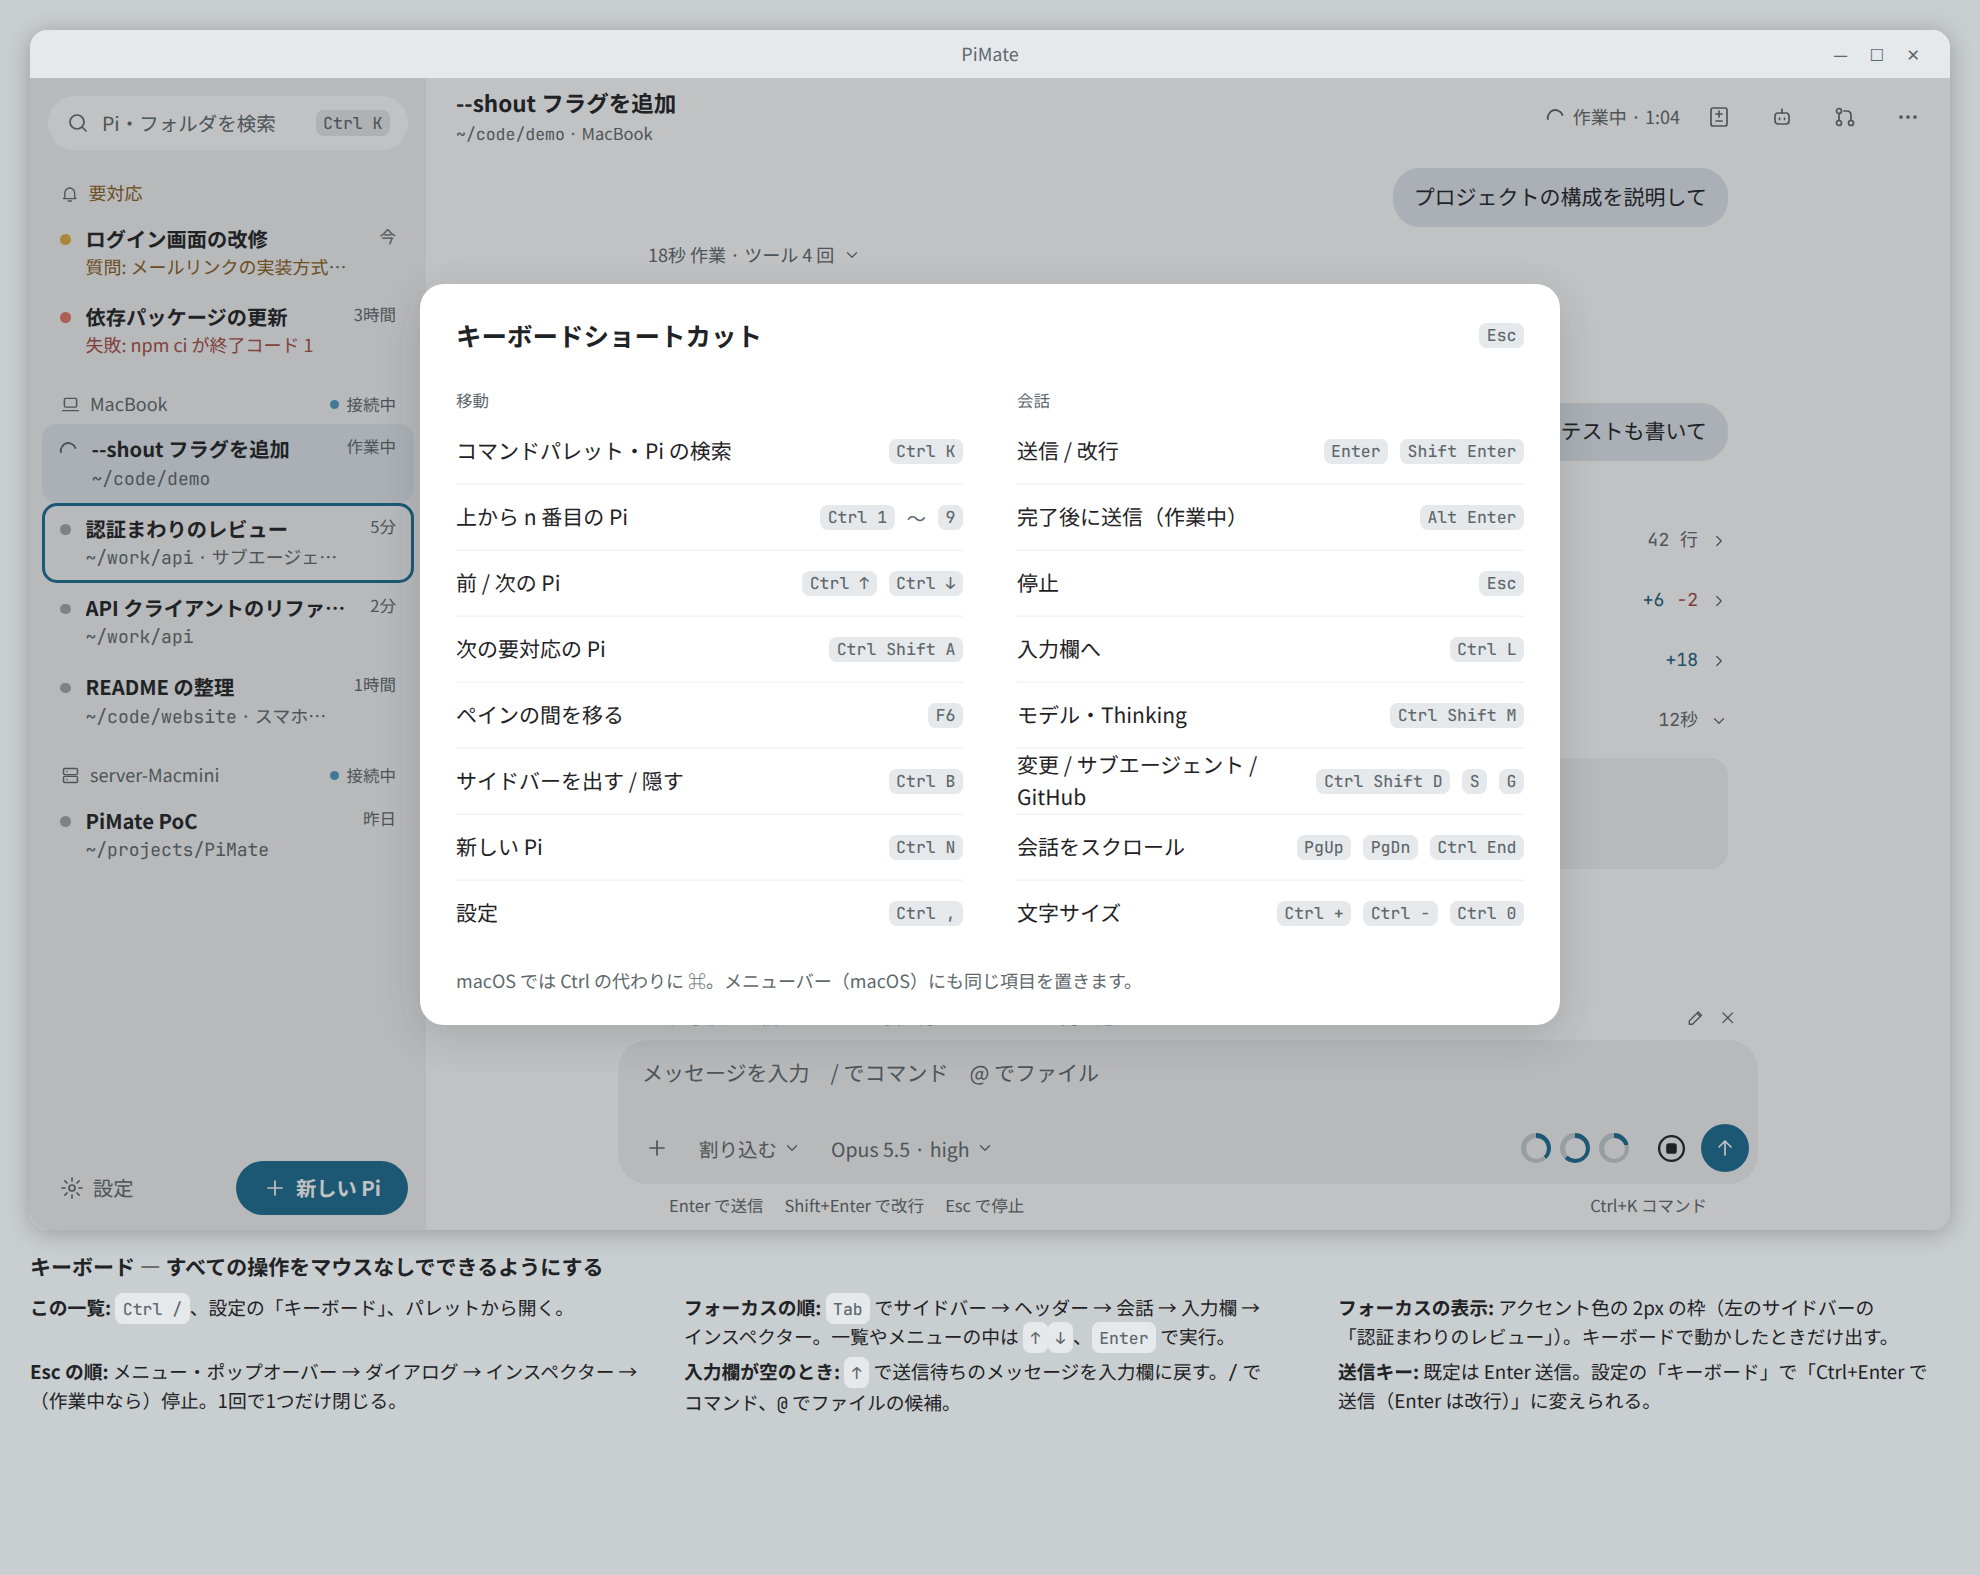 PiMate
Pi・フォルダを検索 Ctrl K
要対応
ログイン画面の改修 今
質問: メールリンクの実装方式…
依存パッケージの更新 3時間
失敗: npm ci が終了コード 1
MacBook 接続中
--shout フラグを追加 作業中
~/code/demo
認証まわりのレビュー 5分
~/work/api · サブエージェ…
API クライアントのリファ… 2分
~/work/api
README の整理 1時間
~/code/website · スマホ…
server-Macmini 接続中
PiMate PoC 昨日
~/projects/PiMate
設定
新しい Pi
--shout フラグを追加
~/code/demo · MacBook
作業中 · 1:04
プロジェクトの構成を説明して
18秒 作業 · ツール 4 回
テストも書いて
42 行
+6 -2
+18
12秒
キーボードショートカット Esc
移動
コマンドパレット・Pi の検索 Ctrl K
上から n 番目の Pi Ctrl 1 〜 9
前 / 次の Pi Ctrl ↑ Ctrl ↓
次の要対応の Pi Ctrl Shift A
ペインの間を移る F6
サイドバーを出す / 隠す Ctrl B
新しい Pi Ctrl N
設定 Ctrl ,
会話
送信 / 改行 Enter Shift Enter
完了後に送信（作業中） Alt Enter
停止 Esc
入力欄へ Ctrl L
モデル・Thinking Ctrl Shift M
変更 / サブエージェント /
GitHub Ctrl Shift D S G
会話をスクロール PgUp PgDn Ctrl End
文字サイズ Ctrl + Ctrl - Ctrl 0
macOS では Ctrl の代わりに ⌘。メニューバー（macOS）にも同じ項目を置きます。
メッセージを入力　/ でコマンド　@ でファイル
割り込む Opus 5.5 · high
Enter で送信 Shift+Enter で改行 Esc で停止 Ctrl+K コマンド
キーボード — すべての操作をマウスなしでできるようにする
この一覧: Ctrl / 、設定の「キーボード」、パレットから開く。
フォーカスの順: Tab でサイドバー → ヘッダー → 会話 → 入力欄 →
インスペクター。一覧やメニューの中は ↑ ↓ 、 Enter で実行。
フォーカスの表示: アクセント色の 2px の枠（左のサイドバーの
「認証まわりのレビュー」）。キーボードで動かしたときだけ出す。
Esc の順: メニュー・ポップオーバー → ダイアログ → インスペクター →
（作業中なら）停止。1回で1つだけ閉じる。
入力欄が空のとき: ↑ で送信待ちのメッセージを入力欄に戻す。/ で
コマンド、@ でファイルの候補。
送信キー: 既定は Enter 送信。設定の「キーボード」で「Ctrl+Enter で
送信（Enter は改行）」に変えられる。